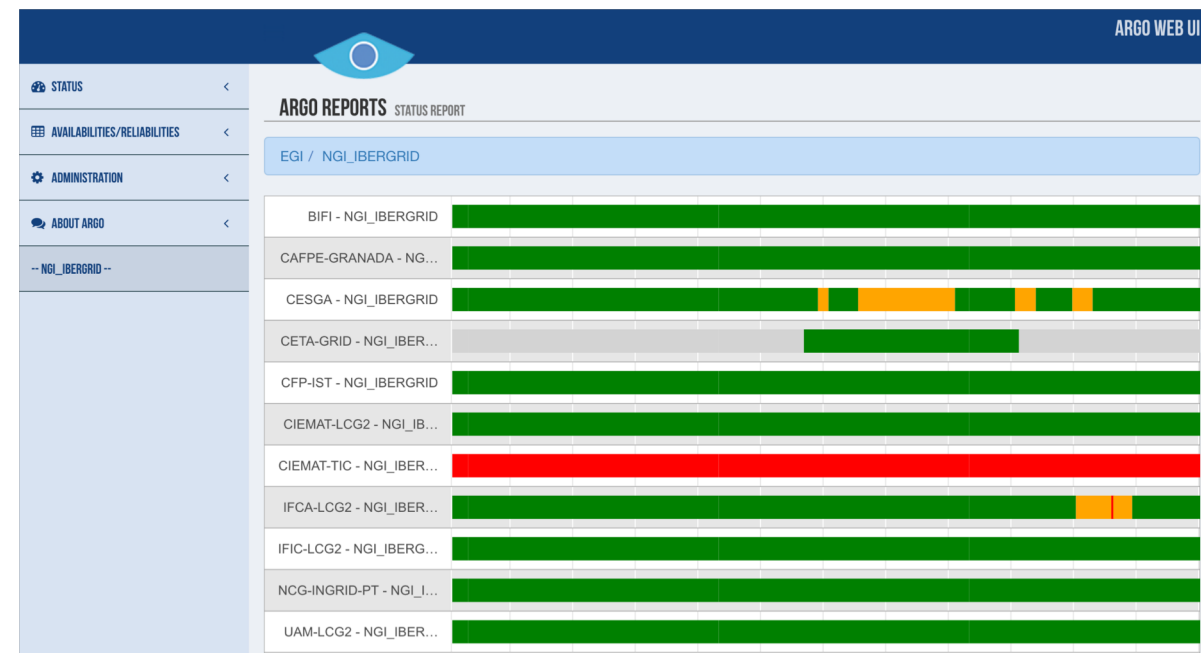 ARGO WEB UI
STATUS
AVAILABILITIES/RELIABILITIES
ADMINISTRATION
ABOUT ARGO
-- NGI_IBERGRID --
ARGO REPORTS STATUS REPORT
EGI / NGI_IBERGRID
BIFI - NGI_IBERGRID
CAFPE-GRANADA - NG...
CESGA - NGI_IBERGRID
CETA-GRID - NGI_IBER...
CFP-IST - NGI_IBERGRID
CIEMAT-LCG2 - NGI_IB...
CIEMAT-TIC - NGI_IBER...
IFCA-LCG2 - NGI_IBER...
IFIC-LCG2 - NGI_IBERG...
NCG-INGRID-PT - NGI_I...
UAM-LCG2 - NGI_IBER...